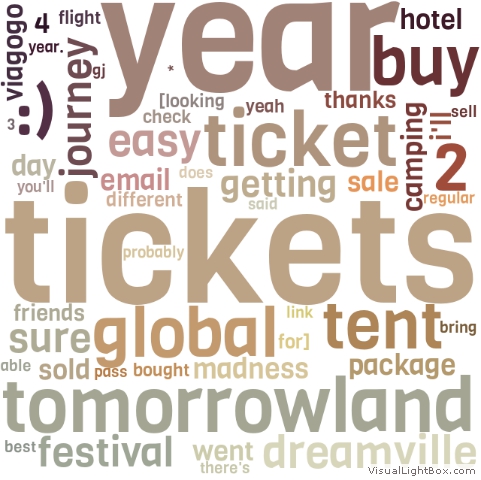 viagogo
4
flight
year
hotel
year.
gj
*
buy
3
:)
journey
[looking
yeah
thanks
check
camping
i'll
sell
easy
ticket
2
day
you'll
email
does
getting
sale
different
said
regular
tickets
probably
friends
link
tent
bring
sure
global
for]
able
sold
pass
bought
madness
package
tomorrowland
best
festival
went
dreamville
there's
VisualLightBox.com